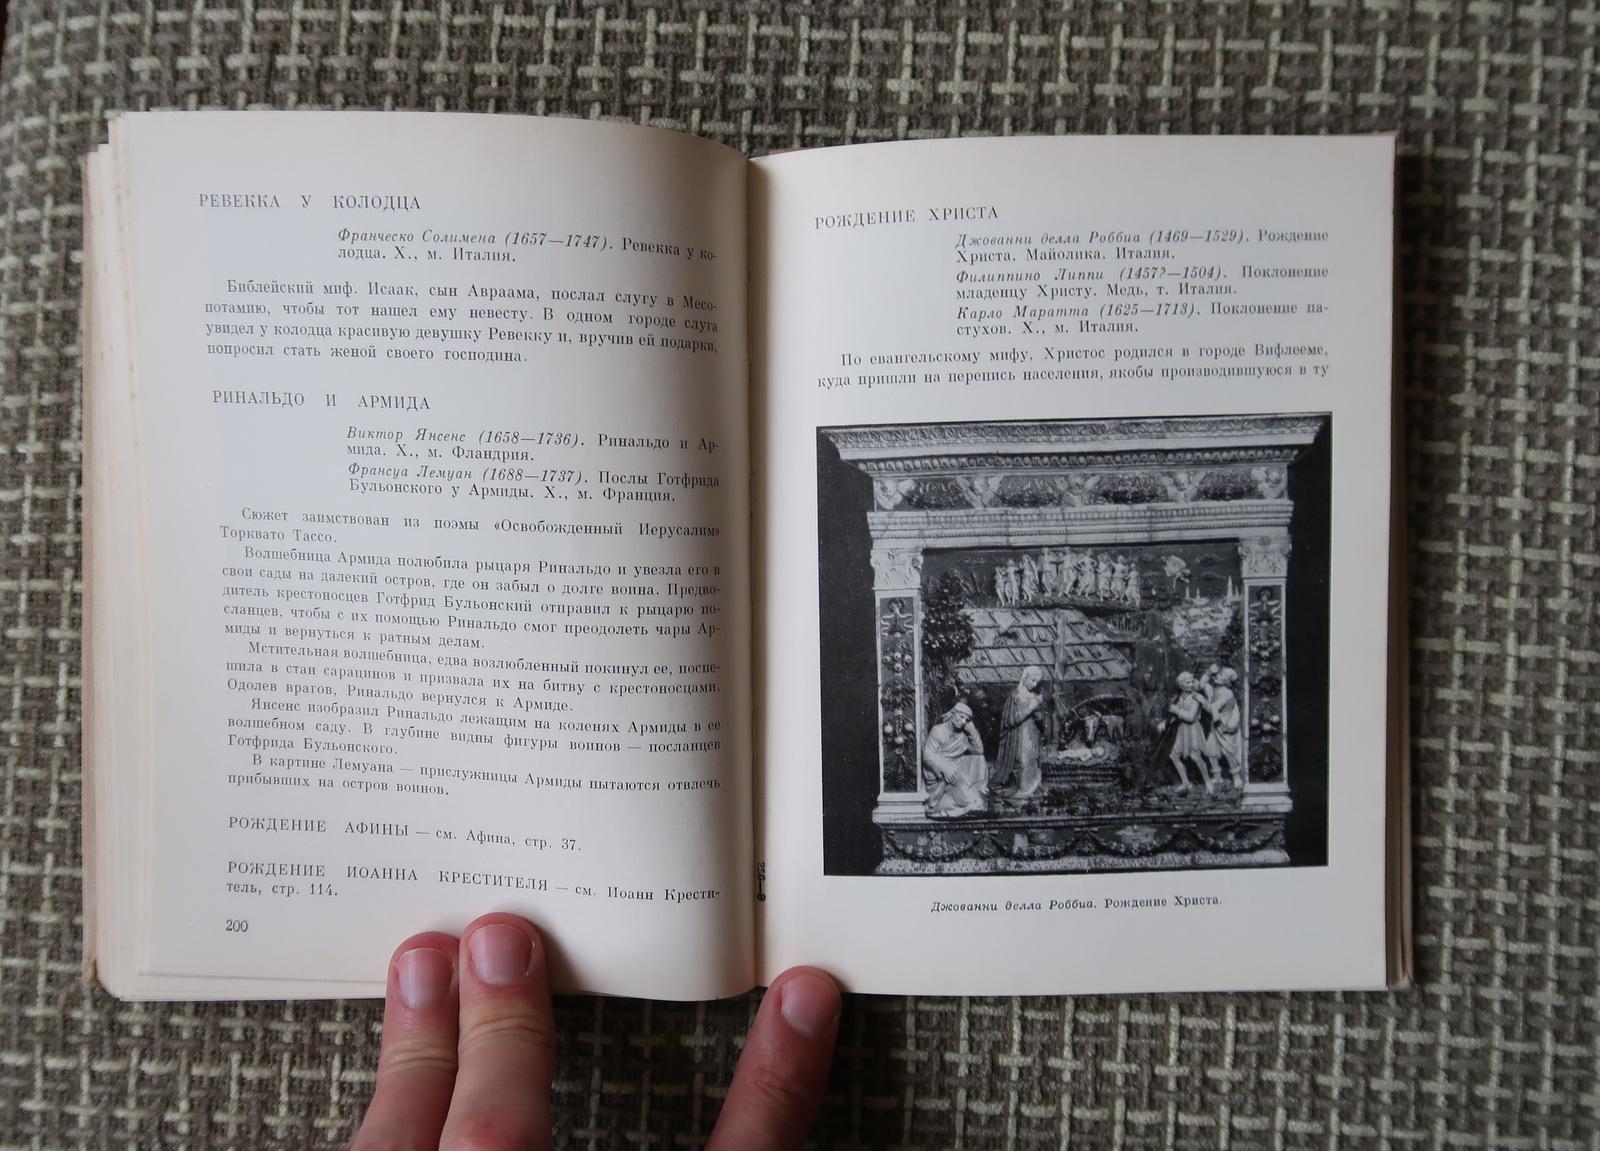 РЕВЕККА У КОЛОДЦА
Франческо Солимена (1657—1747). Ревекка у ко-
лодца. Х., м. Италия.
Библейский миф. Исаак, сын Авраама, послал слугу в Месо-
потамию, чтобы тот нашел ему невесту. В одном городе слуга
увидел у колодца красивую девушку Ревекку и, вручив ей подарки,
попросил стать женой своего господина.
РИНАЛЬДО И АРМИДА
Виктор Янсенс (1658—1736). Ринальдо и Ар-
мида. Х., м. Фландрия.
Франсуа Лемуан (1688—1737). Послы Готфрида
Бульонского у Армиды. Х., м. Франция.
Сюжет заимствован из поэмы «Освобожденный Иерусалим»
Торквато Тассо.
Волшебница Армида полюбила рыцаря Ринальдо и увезла его в
свои сады на далекий остров, где он забыл о долге воина. Предво-
дитель крестоносцев Готфрид Бульонский отправил к рыцарю по-
сланцев, чтобы с их помощью Ринальдо смог преодолеть чары Ар-
миды и вернуться к ратным делам.
Мстительная волшебница, едва возлюбленный покинул ее, поспе-
шила в стан сарацинов и призвала их на битву с крестоносцами.
Одолев врагов, Ринальдо вернулся к Армиде.
Янсенс изобразил Ринальдо лежащим на коленях Армиды в ее
волшебном саду. В глубине видны фигуры воинов — посланцев
Готфрида Бульонского.
В картине Лемуана — прислужницы Армиды пытаются отвлечь
прибывших на остров воинов.
РОЖДЕНИЕ АФИНЫ — см. Афина, стр. 37.
РОЖДЕНИЕ ИОАННА КРЕСТИТЕЛЯ — см. Иоанн Крести-
тель, стр. 114.
200
РОЖДЕНИЕ ХРИСТА
Джованни делла Роббиа (1469—1529). Рождение
Христа. Майолика. Италия.
Филиппино Липпи (1457?—1504). Поклонение
младенцу Христу. Медь, т. Италия.
Карло Маратта (1625—1713). Поклонение па-
стухов. Х., м. Италия.
По евангельскому мифу, Христос родился в городе Вифлееме,
куда пришли на перепись населения, якобы производившуюся в ту
Джованни делла Роббиа. Рождение Христа.